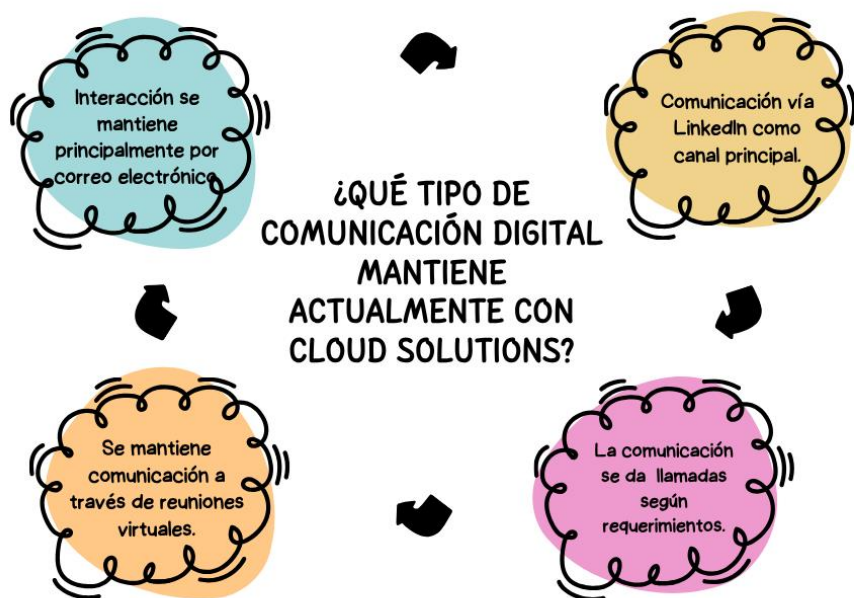 Interacción se
mantiene
principalmente por
correo electrónico
Comunicación vía
LinkedIn como
canal principal.
¿QUÉ TIPO DE
COMUNICACIÓN DIGITAL
MANTIENE
ACTUALMENTE CON
CLOUD SOLUTIONS?
Se mantiene
comunicación a
través de reuniones
virtuales.
La comunicación
se da llamadas
según
requerimientos.